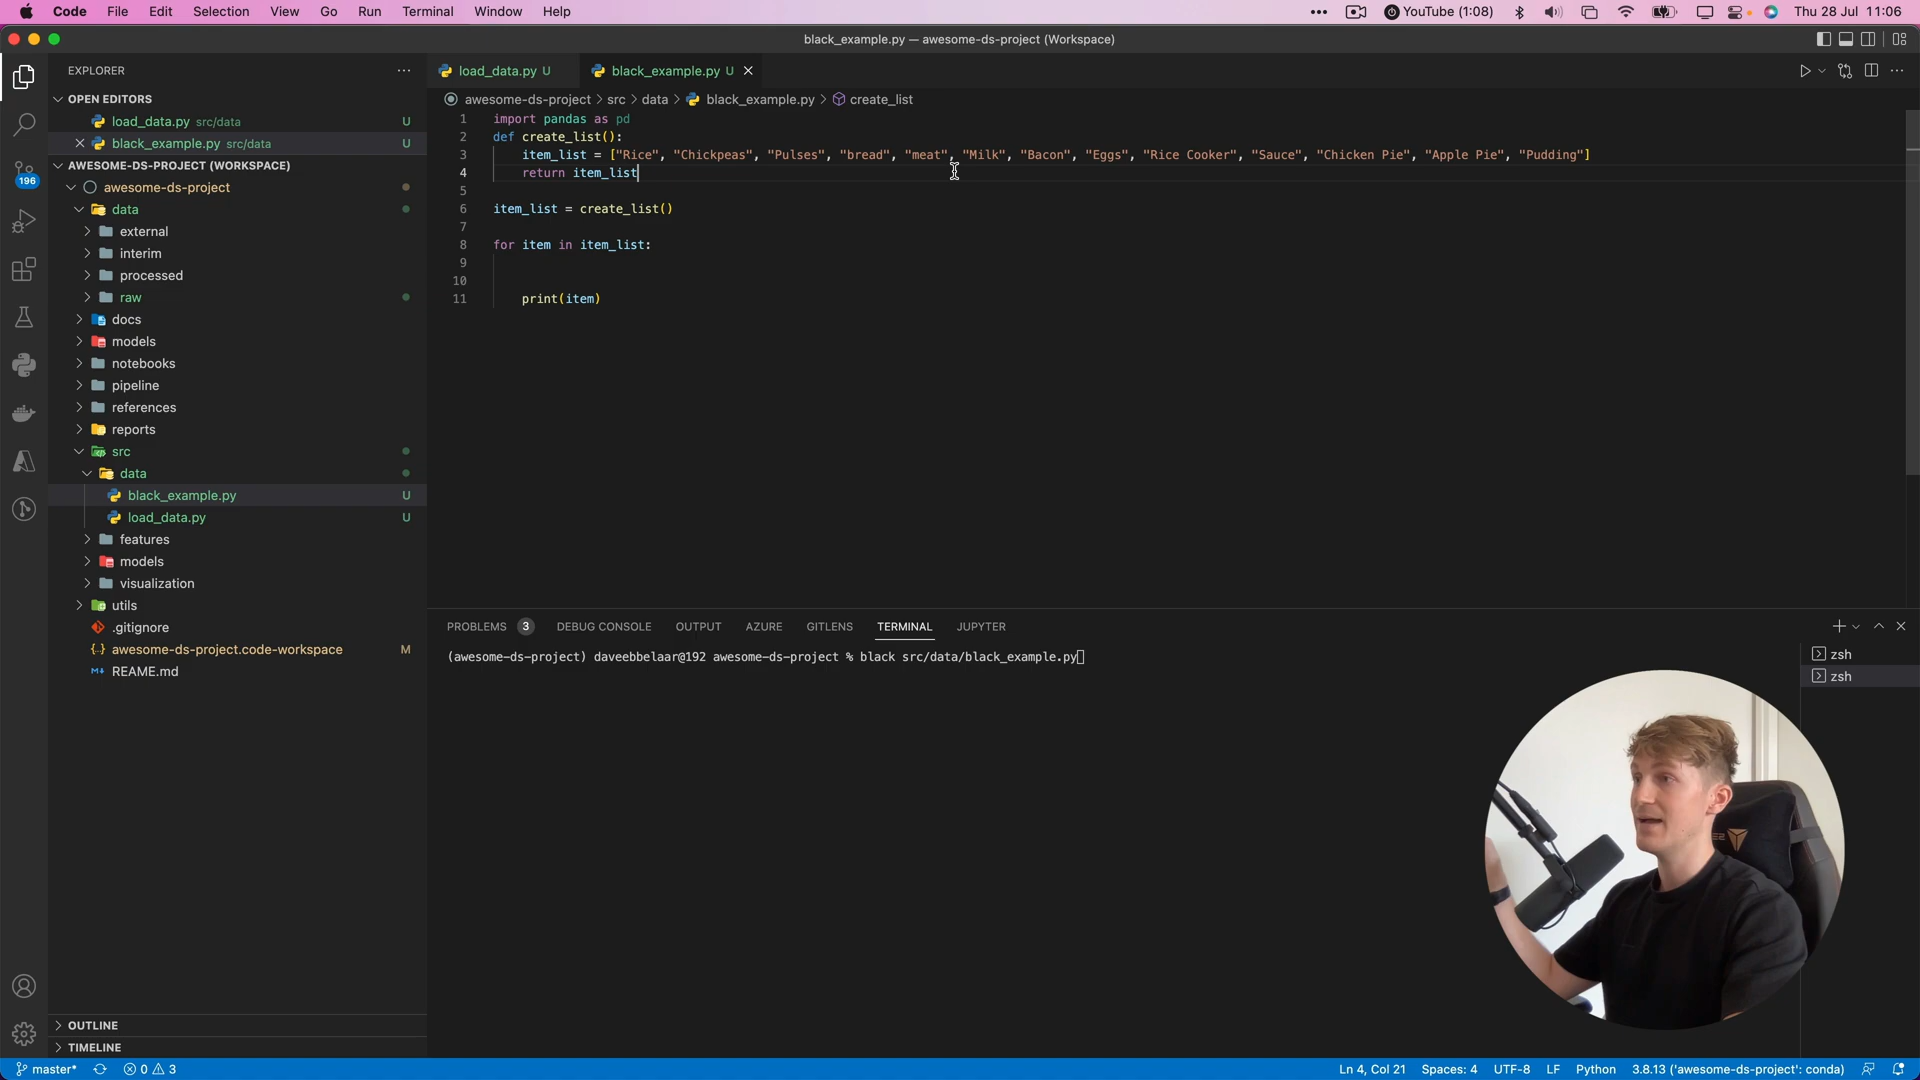 Code File Edit Selection View Go Run Terminal Window Help
YouTube (1:08) Thu 28 Jul 11:06
black_example.py — awesome-ds-project (Workspace)
EXPLORER
OPEN EDITORS
load_data.py src/data U
black_example.py src/data U
AWESOME-DS-PROJECT (WORKSPACE)
awesome-ds-project
data
external
interim
processed
raw
docs
models
notebooks
pipeline
references
reports
src
data
black_example.py U
load_data.py U
features
models
visualization
utils
.gitignore
awesome-ds-project.code-workspace M
REAME.md
OUTLINE
TIMELINE
196
load_data.py U black_example.py U
awesome-ds-project > src > data > black_example.py > create_list
1 import pandas as pd
2 def create_list():
3 item_list = ["Rice", "Chickpeas", "Pulses", "bread", "meat", "Milk", "Bacon", "Eggs", "Rice Cooker", "Sauce", "Chicken Pie", "Apple Pie", "Pudding"]
4 return item_list
5
6 item_list = create_list()
7
8 for item in item_list:
9
10
11 print(item)
PROBLEMS 3 DEBUG CONSOLE OUTPUT AZURE GITLENS TERMINAL JUPYTER
(awesome-ds-project) daveebbelaar@192 awesome-ds-project % black src/data/black_example.py
zsh
zsh
master* 0 3 Ln 4, Col 21 Spaces: 4 UTF-8 LF Python 3.8.13 ('awesome-ds-project': conda)